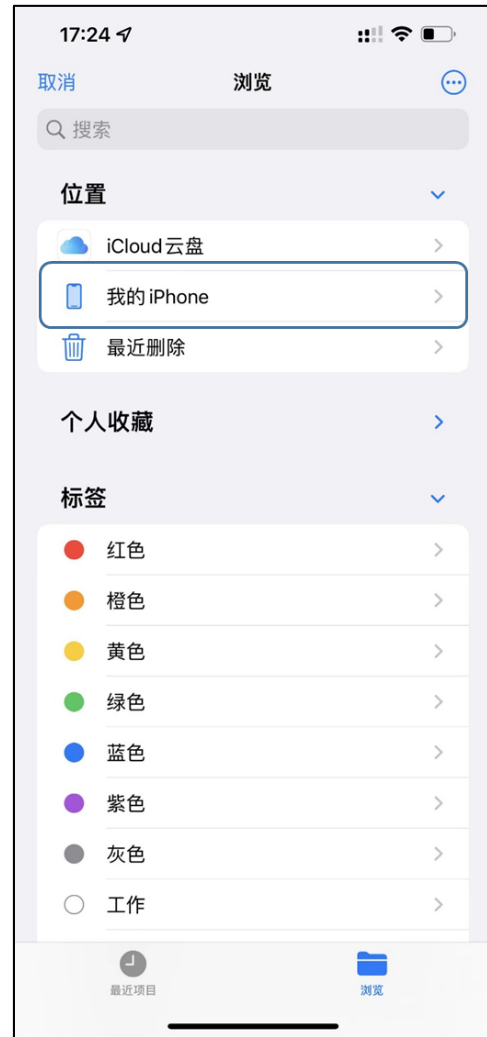 17:24
取消 浏览
搜索
位置
iCloud云盘
我的 iPhone
最近删除
个人收藏
标签
红色
橙色
黄色
绿色
蓝色
紫色
灰色
工作
最近项目 浏览